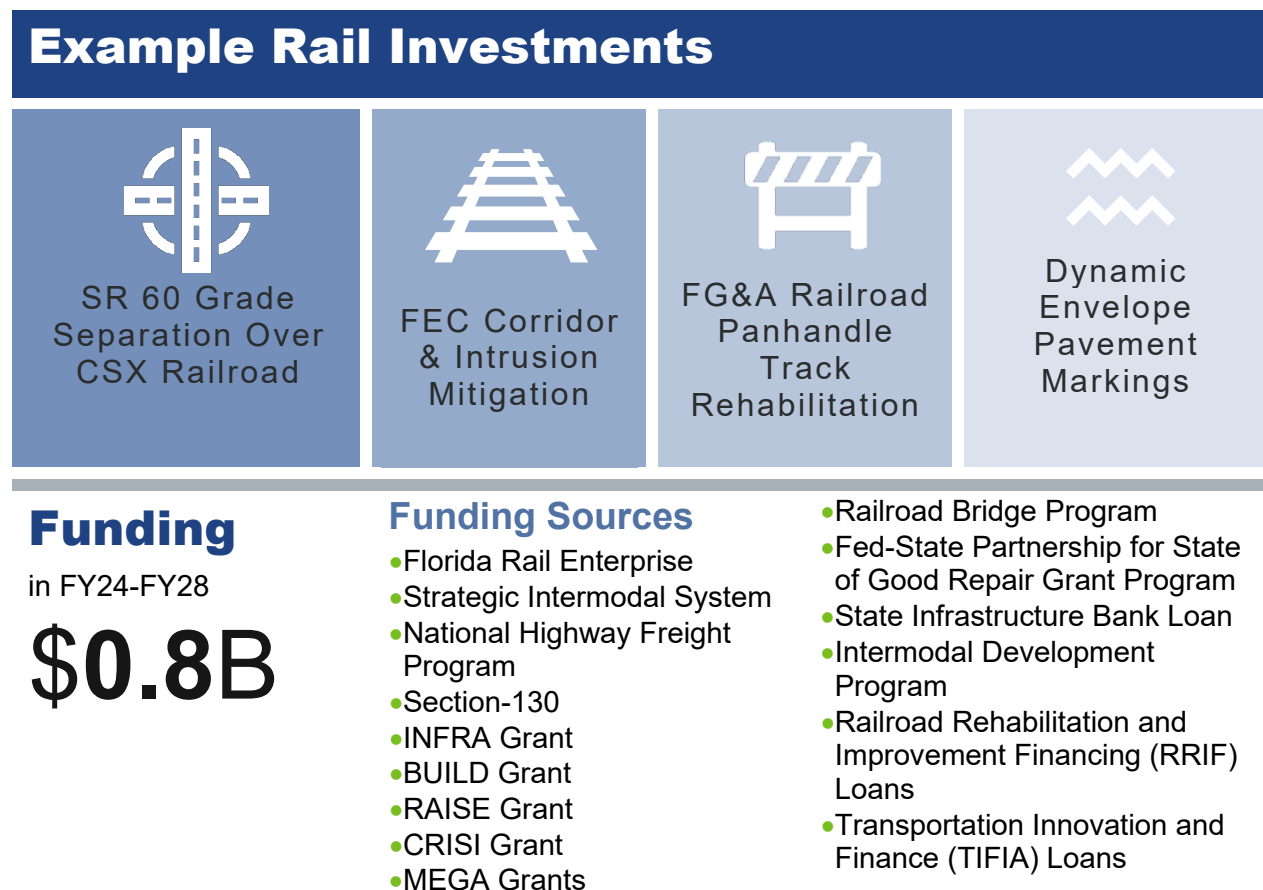 Example Rail Investments
SR 60 Grade
Separation Over
CSX Railroad
FEC Corridor
& Intrusion
Mitigation
FG&A Railroad
Panhandle
Track
Rehabilitation
Dynamic
Envelope
Pavement
Markings
Funding
in FY24-FY28
$0.8B
Funding Sources
•Florida Rail Enterprise
•Strategic Intermodal System
•National Highway Freight
Program
•Section-130
•INFRA Grant
•BUILD Grant
•RAISE Grant
•CRISI Grant
•MEGA Grants
•Railroad Bridge Program
•Fed-State Partnership for State
of Good Repair Grant Program
•State Infrastructure Bank Loan
•Intermodal Development
Program
•Railroad Rehabilitation and
Improvement Financing (RRIF)
Loans
•Transportation Innovation and
Finance (TIFIA) Loans